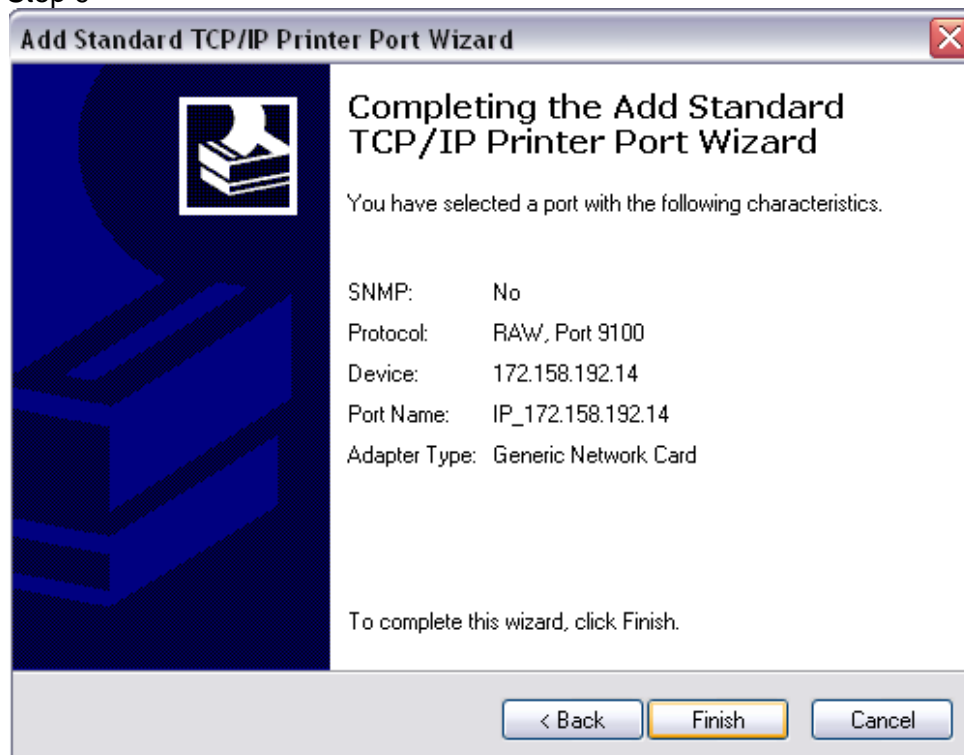 Add Standard TCP/IP Printer Port Wizard
Completing the Add Standard
TCP/IP Printer Port Wizard
You have selected a port with the following characteristics.
SNMP: No
Protocol: RAW, Port 9100
Device: 172.158.192.14
Port Name: IP_172.158.192.14
Adapter Type: Generic Network Card
To complete this wizard, click Finish.
< Back Finish Cancel